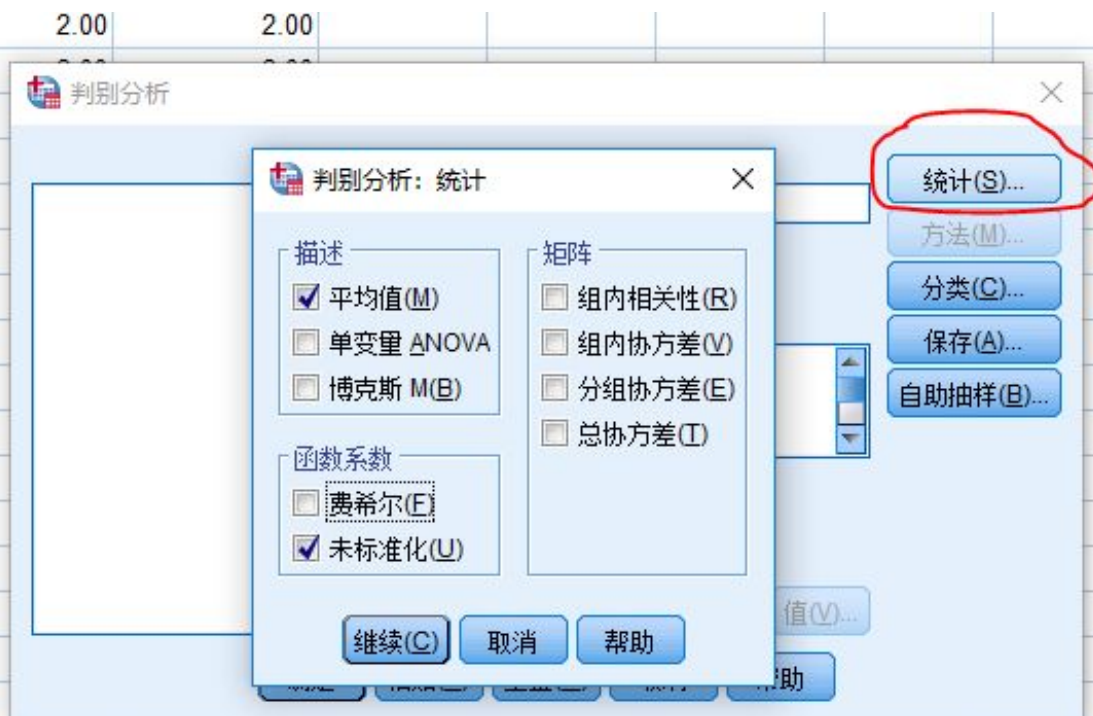 2.00 2.00
判别分析
判别分析: 统计
描述
平均值(M)
单变量 ANOVA
博克斯 M(B)
函数系数
费希尔(F)
未标准化(U)
矩阵
组内相关性(R)
组内协方差(V)
分组协方差(E)
总协方差(T)
继续(C) 取消 帮助
统计(S)...
方法(M)...
分类(C)...
保存(A)...
自助抽样(B)...
值(V)...
助